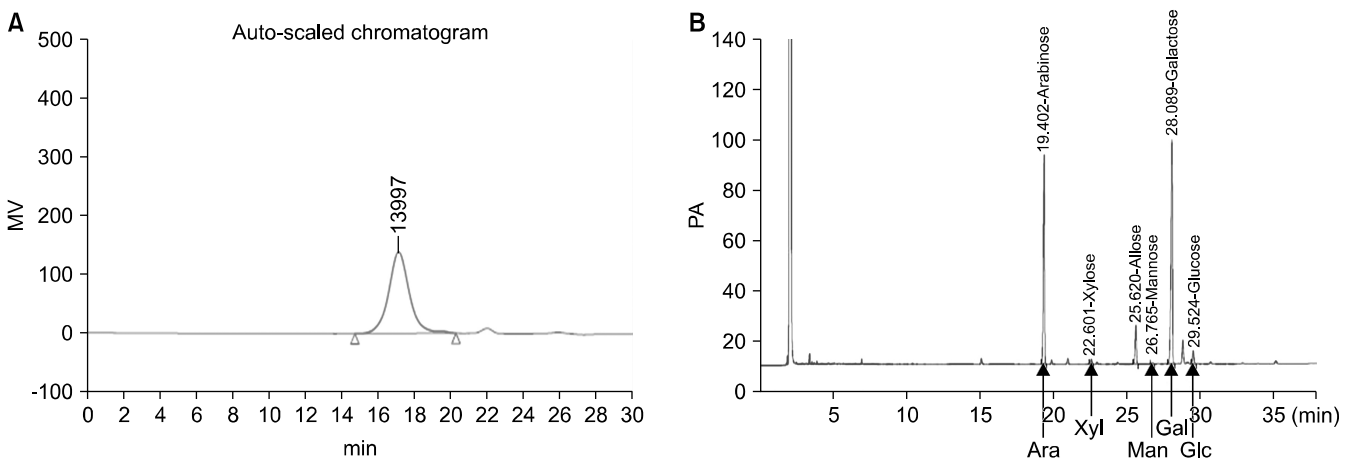 A
Auto-scaled chromatogram
500
400
300
200
100
0
-100
MV
13997
0 2 4 6 8 10 12 14 16 18 20 22 24 26 28 30
min
B
140
120
100
80
60
40
20
0
PA
19.402-Arabinose
22.601-Xylose
25.620-Allose
26.765-Mannose
28.089-Galactose
29.524-Glucose
5 10 15 20 25 30 35 (min)
Xyl Gal
Ara Man Glc